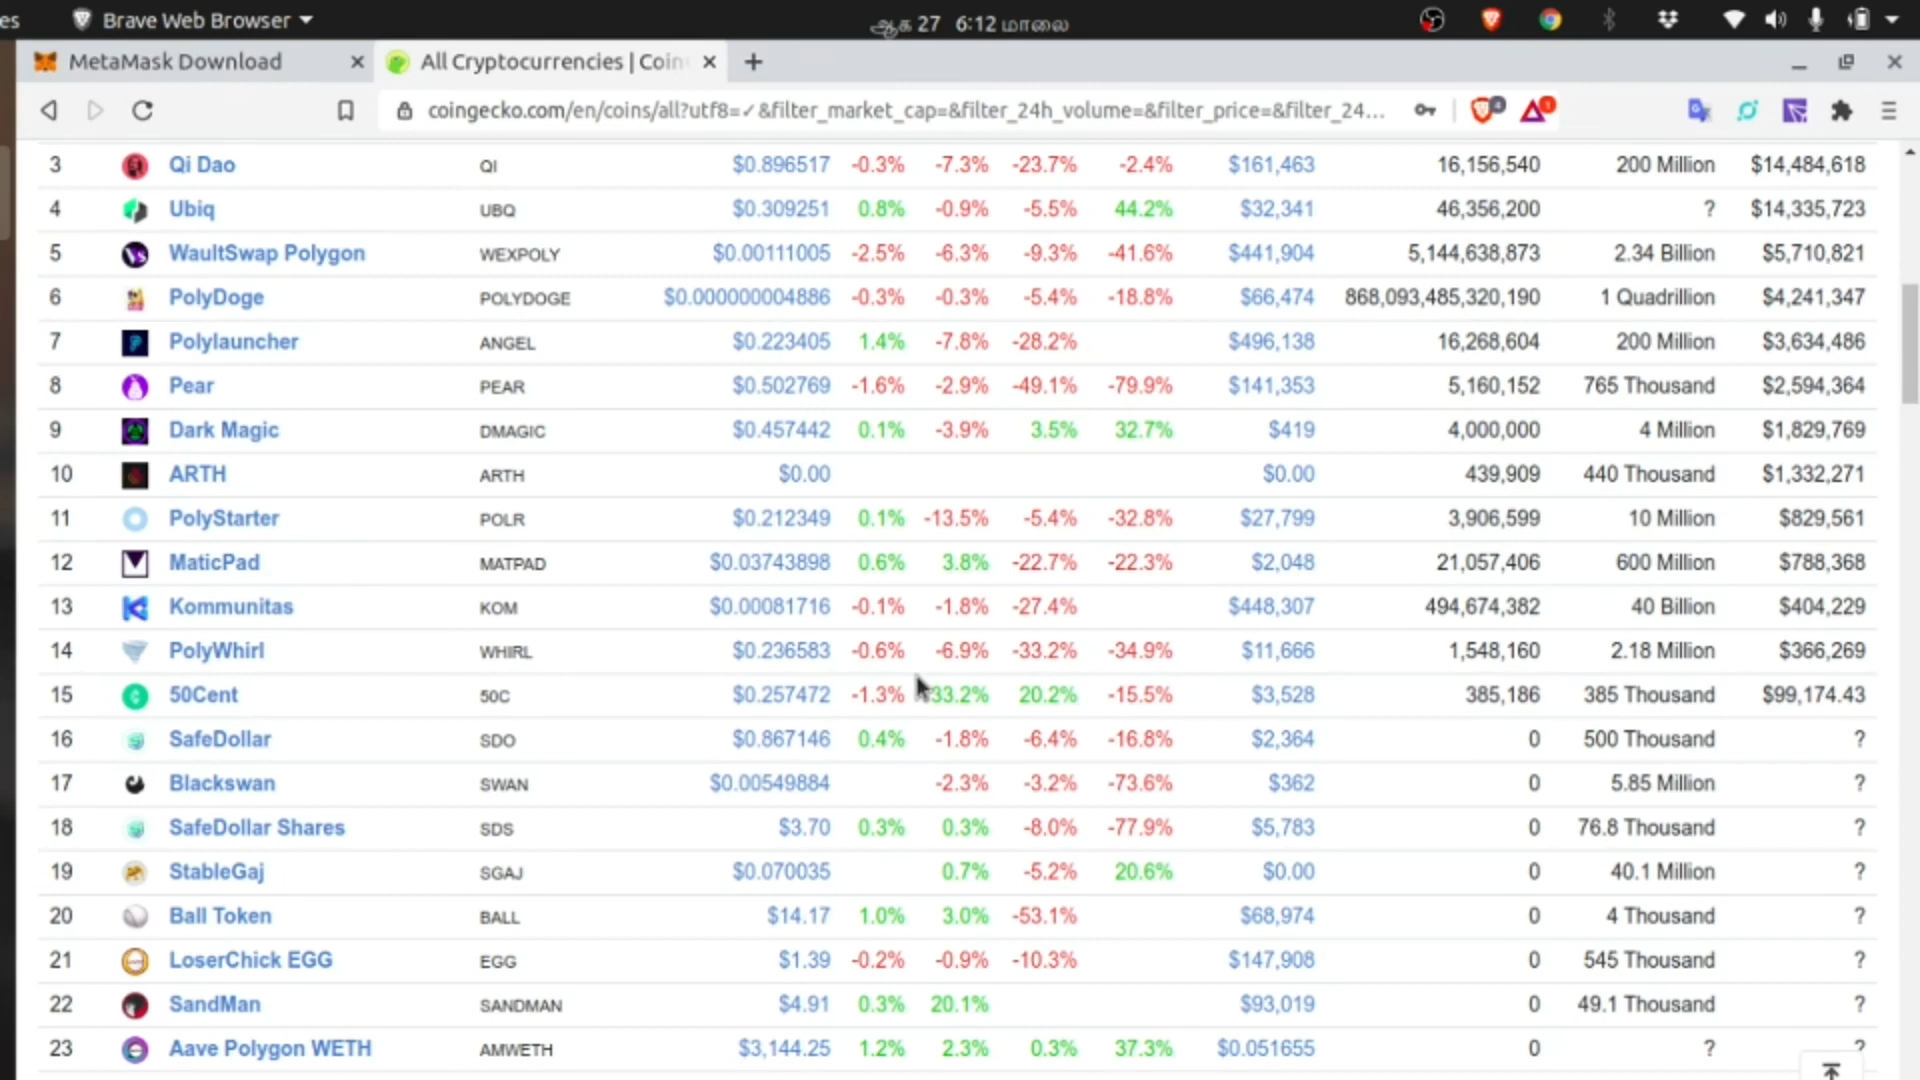 es Brave Web Browser ஆக 27 6:12 மாலை
MetaMask Download All Cryptocurrencies | Coin
coingecko.com/en/coins/all?utf8=✓&filter_market_cap=&filter_24h_volume=&filter_price=&filter_24...
3 Qi Dao QI $0.896517 -0.3% -7.3% -23.7% -2.4% $161,463 16,156,540 200 Million $14,484,618
4 Ubiq UBQ $0.309251 0.8% -0.9% -5.5% 44.2% $32,341 46,356,200 ? $14,335,723
5 WaultSwap Polygon WEXPOLY $0.00111005 -2.5% -6.3% -9.3% -41.6% $441,904 5,144,638,873 2.34 Billion $5,710,821
6 PolyDoge POLYDOGE $0.000000004886 -0.3% -0.3% -5.4% -18.8% $66,474 868,093,485,320,190 1 Quadrillion $4,241,347
7 Polylauncher ANGEL $0.223405 1.4% -7.8% -28.2% $496,138 16,268,604 200 Million $3,634,486
8 Pear PEAR $0.502769 -1.6% -2.9% -49.1% -79.9% $141,353 5,160,152 765 Thousand $2,594,364
9 Dark Magic DMAGIC $0.457442 0.1% -3.9% 3.5% 32.7% $419 4,000,000 4 Million $1,829,769
10 ARTH ARTH $0.00 $0.00 439,909 440 Thousand $1,332,271
11 PolyStarter POLR $0.212349 0.1% -13.5% -5.4% -32.8% $27,799 3,906,599 10 Million $829,561
12 MaticPad MATPAD $0.03743898 0.6% 3.8% -22.7% -22.3% $2,048 21,057,406 600 Million $788,368
13 Kommunitas KOM $0.00081716 -0.1% -1.8% -27.4% $448,307 494,674,382 40 Billion $404,229
14 PolyWhirl WHIRL $0.236583 -0.6% -6.9% -33.2% -34.9% $11,666 1,548,160 2.18 Million $366,269
15 50Cent 50C $0.257472 -1.3% 33.2% 20.2% -15.5% $3,528 385,186 385 Thousand $99,174.43
16 SafeDollar SDO $0.867146 0.4% -1.8% -6.4% -16.8% $2,364 0 500 Thousand ?
17 Blackswan SWAN $0.00549884 -2.3% -3.2% -73.6% $362 0 5.85 Million ?
18 SafeDollar Shares SDS $3.70 0.3% 0.3% -8.0% -77.9% $5,783 0 76.8 Thousand ?
19 StableGaj SGAJ $0.070035 0.7% -5.2% 20.6% $0.00 0 40.1 Million ?
20 Ball Token BALL $14.17 1.0% 3.0% -53.1% $68,974 0 4 Thousand ?
21 LoserChick EGG EGG $1.39 -0.2% -0.9% -10.3% $147,908 0 545 Thousand ?
22 SandMan SANDMAN $4.91 0.3% 20.1% $93,019 0 49.1 Thousand ?
23 Aave Polygon WETH AMWETH $3,144.25 1.2% 2.3% 0.3% 37.3% $0.051655 0 ? ?